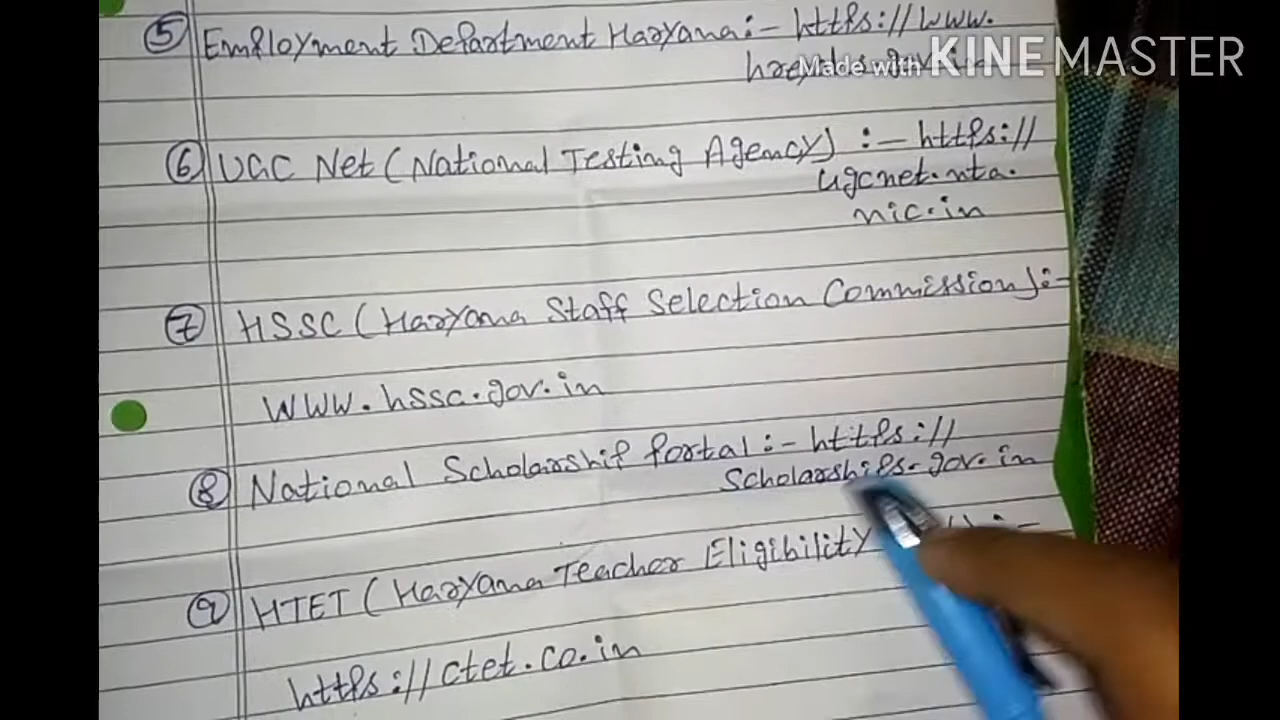 ⑤ Employment Department Haryana :- https://www.
Made with KINEMASTER
⑥ UGC Net (National Testing Agency) :- https://
ugcnet.nta.
nic.in
⑦ HSSC (Haryana Staff Selection Commission) :-
www.hssc.gov.in
⑧ National Scholarship Portal :- https://
Scholarships.gov.in
⑨ HTET (Haryana Teacher Eligibility :-
https://ctet.co.in